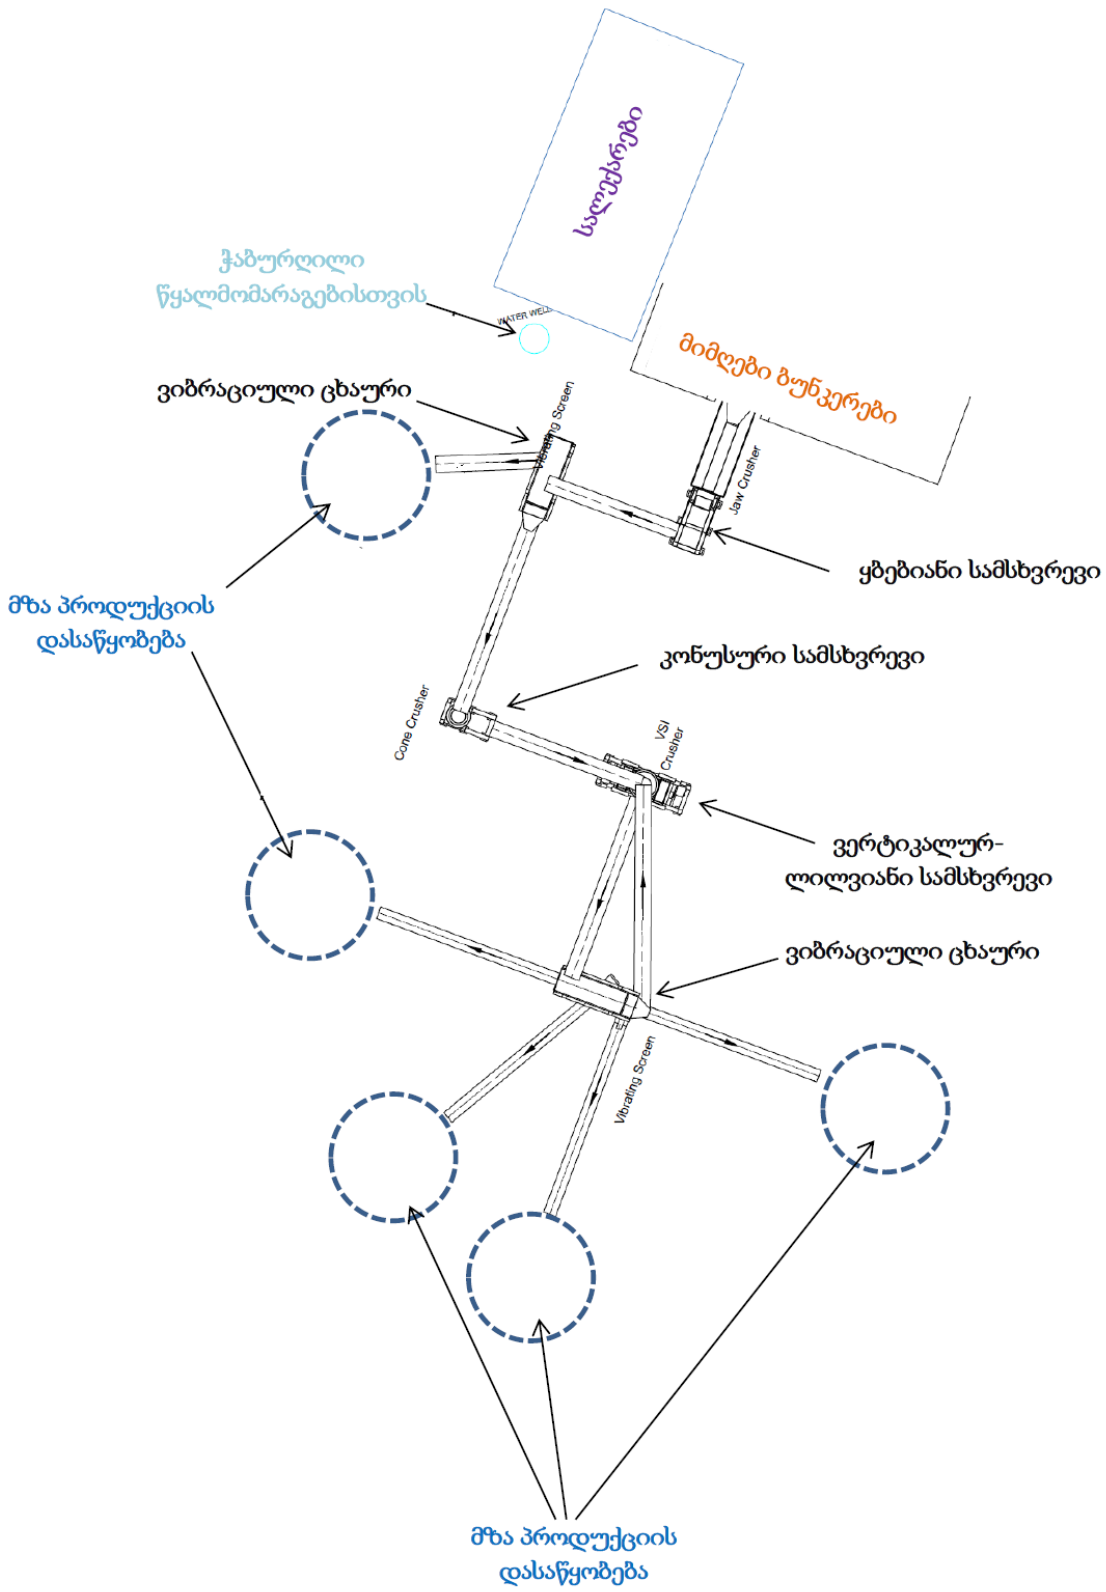 სალექარები
ჭაბურღილი
წყალმომარაგებისთვის
WATER WELL
მიმღები ბუნკერები
ვიბრაციული ცხაური
Vibrating Screen
Jaw Crusher
ყბებიანი სამსხვრევი
მზა პროდუქციის
დასაწყობება
კონუსური სამსხვრევი
Cone Crusher
VSI
Crusher
ვერტიკალურ-
ლილვიანი სამსხვრევი
ვიბრაციული ცხაური
Vibrating Screen
მზა პროდუქციის
დასაწყობება